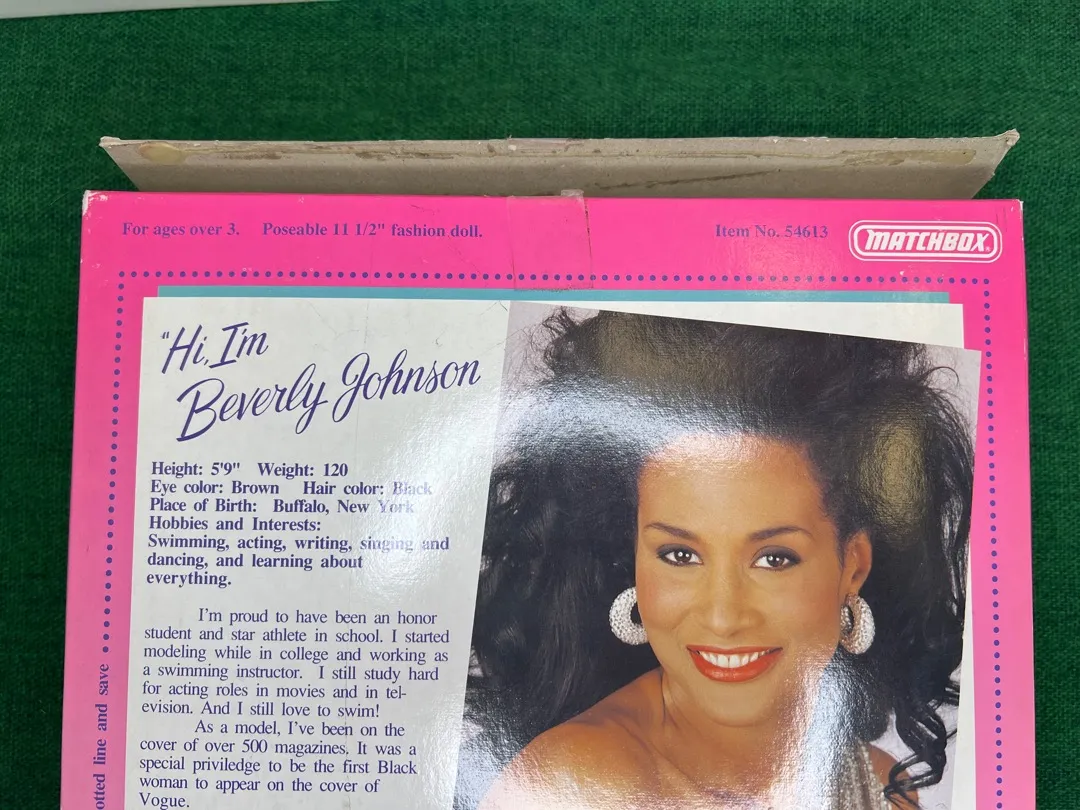 For ages over 3. Poseable 11 1/2" fashion doll. Item No. 54613 MATCHBOX®
"Hi, I'm
Beverly Johnson
Height: 5'9" Weight: 120
Eye color: Brown Hair color: Black
Place of Birth: Buffalo, New York
Hobbies and Interests:
Swimming, acting, writing, singing and
dancing, and learning about
everything.
I'm proud to have been an honor
student and star athlete in school. I started
modeling while in college and working as
a swimming instructor. I still study hard
for acting roles in movies and in tel-
evision. And I still love to swim!
As a model, I've been on the
cover of over 500 magazines. It was a
special priviledge to be the first Black
woman to appear on the cover of
Vogue.
line and save